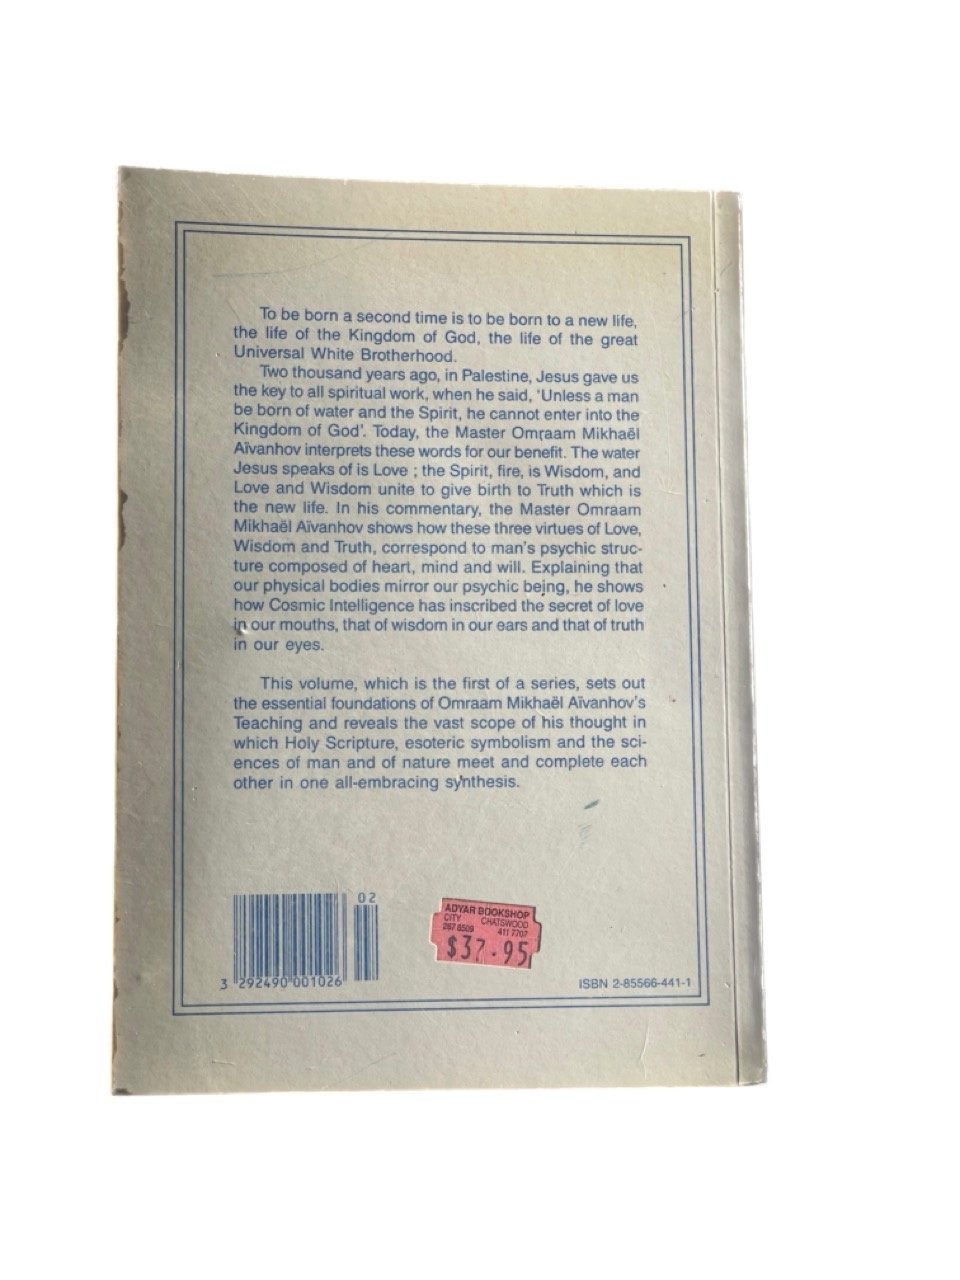 To be born a second time is to be born to a new life,
the life of the Kingdom of God, the life of the great
Universal White Brotherhood.
Two thousand years ago, in Palestine, Jesus gave us
the key to all spiritual work, when he said, 'Unless a man
be born of water and the Spirit, he cannot enter into the
Kingdom of God'. Today, the Master Omraam Mikhaël
Aïvanhov interprets these words for our benefit. The water
Jesus speaks of is Love ; the Spirit, fire, is Wisdom, and
Love and Wisdom unite to give birth to Truth which is
the new life. In his commentary, the Master Omraam
Mikhaël Aïvanhov shows how these three virtues of Love,
Wisdom and Truth, correspond to man's psychic struc-
ture composed of heart, mind and will. Explaining that
our physical bodies mirror our psychic being, he shows
how Cosmic Intelligence has inscribed the secret of love
in our mouths, that of wisdom in our ears and that of truth
in our eyes.
This volume, which is the first of a series, sets out
the essential foundations of Omraam Mikhaël Aïvanhov's
Teaching and reveals the vast scope of his thought in
which Holy Scripture, esoteric symbolism and the sci-
ences of man and of nature meet and complete each
other in one all-embracing synthesis.
02
3 292490 001026
ADYAR BOOKSHOP
CITY CHATSWOOD
267 8509 411 7707
$37.95
ISBN 2-85566-441-1